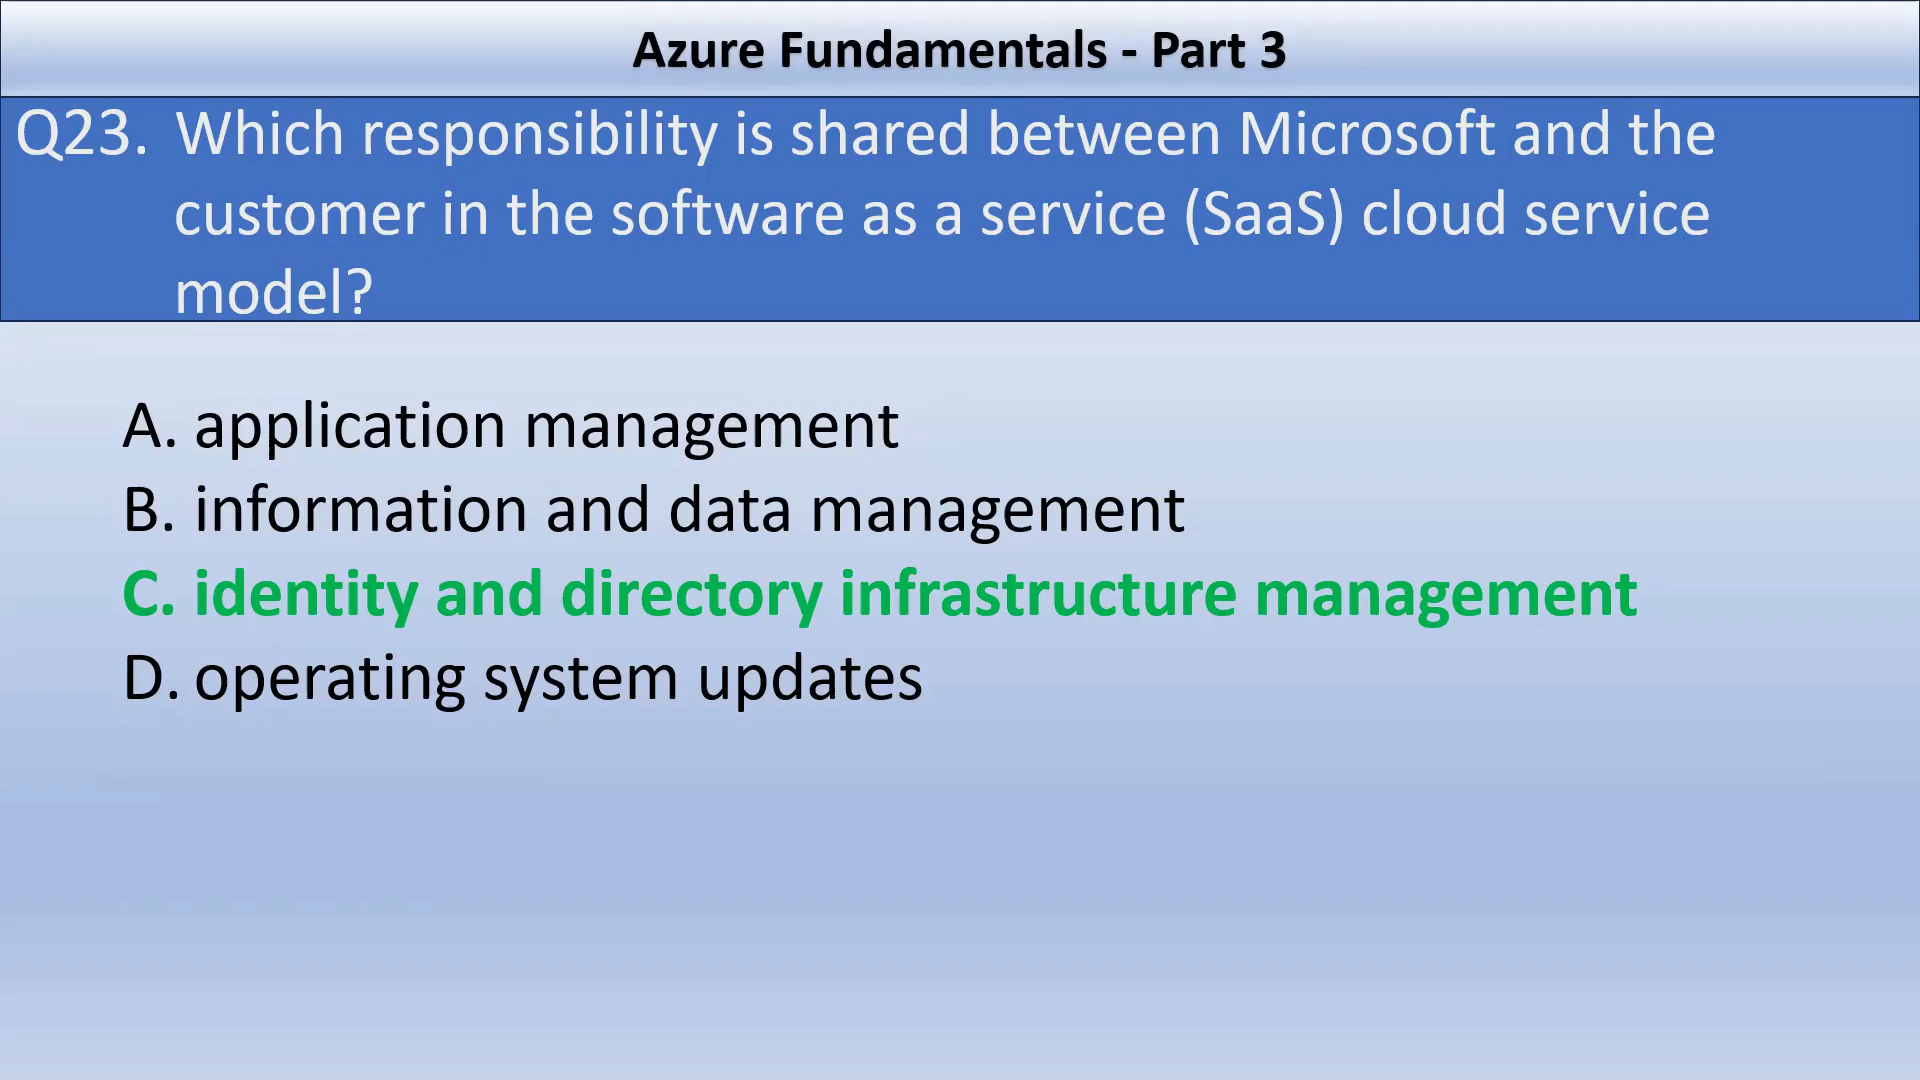 Azure Fundamentals - Part 3
Q23. Which responsibility is shared between Microsoft and the
customer in the software as a service (SaaS) cloud service
model?
A. application management
B. information and data management
C. identity and directory infrastructure management
D. operating system updates